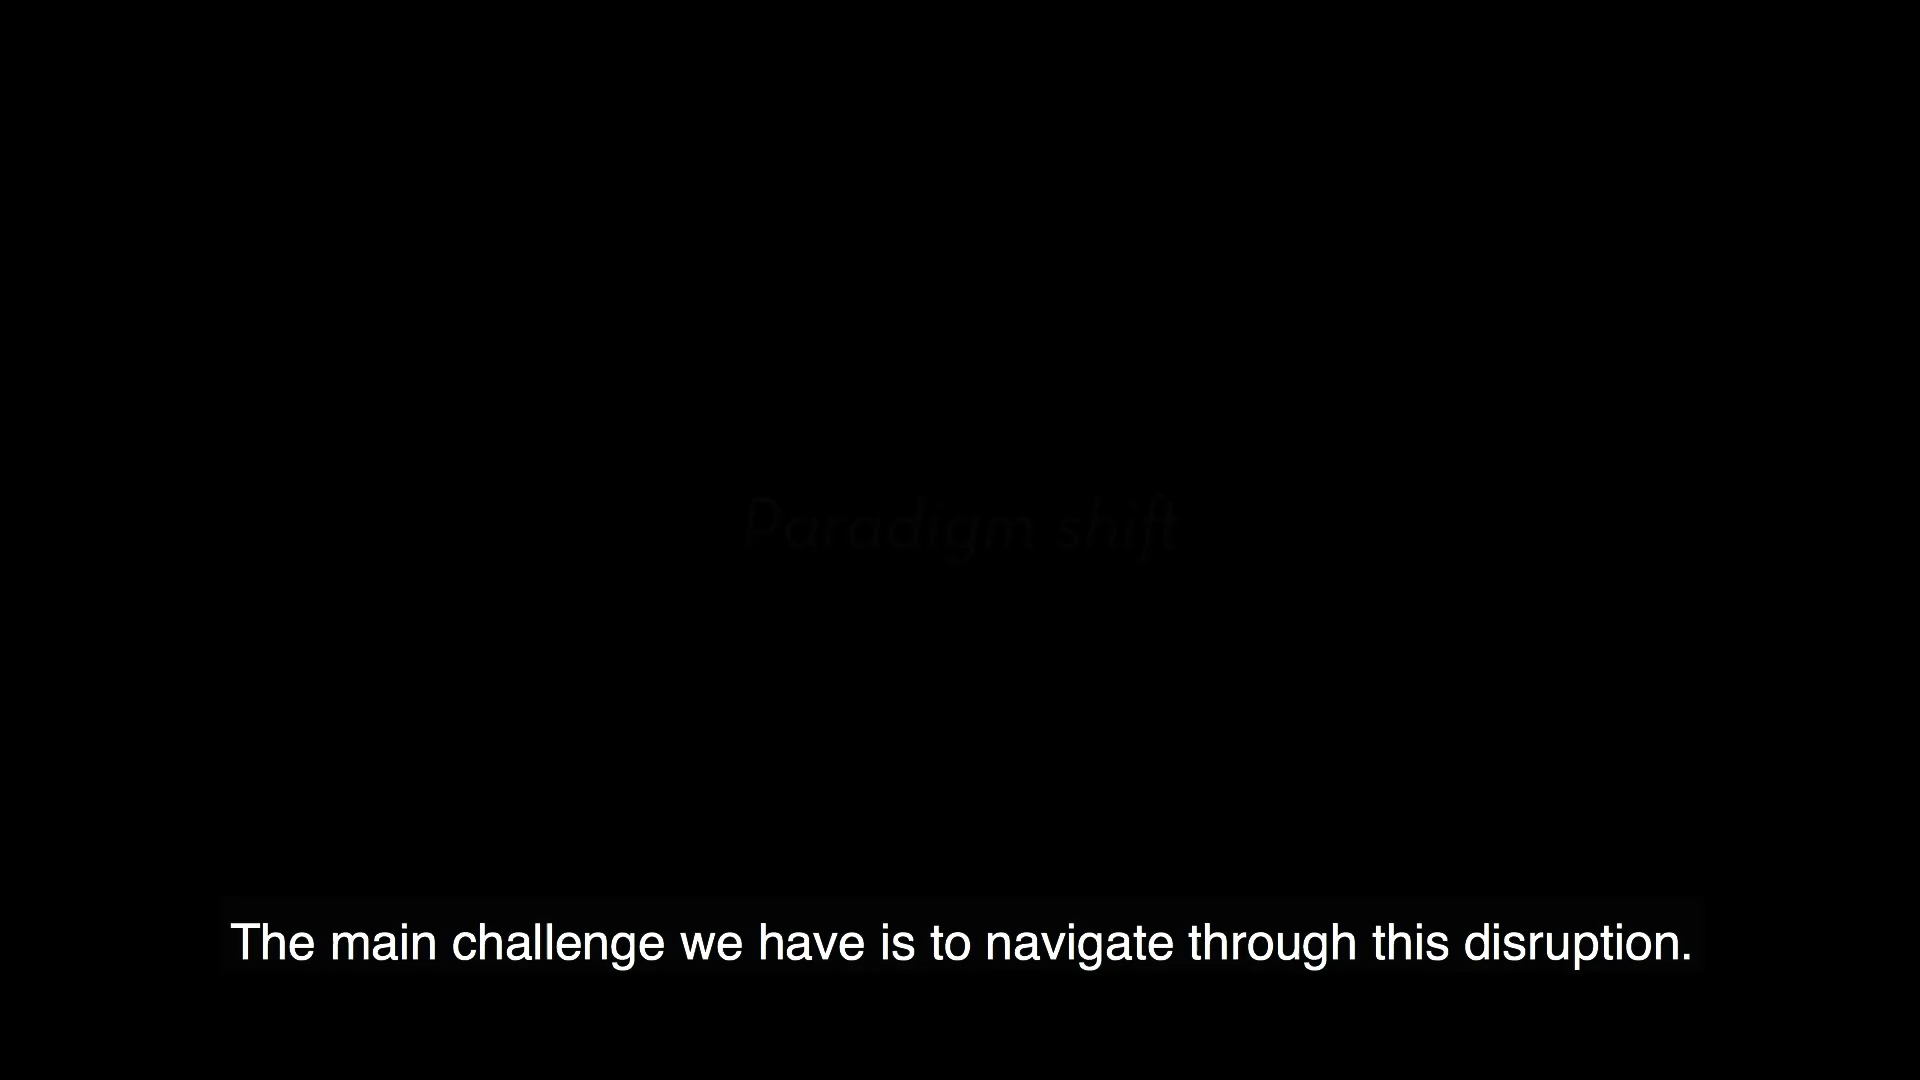 Paradigm shift
The main challenge we have is to navigate through this disruption.